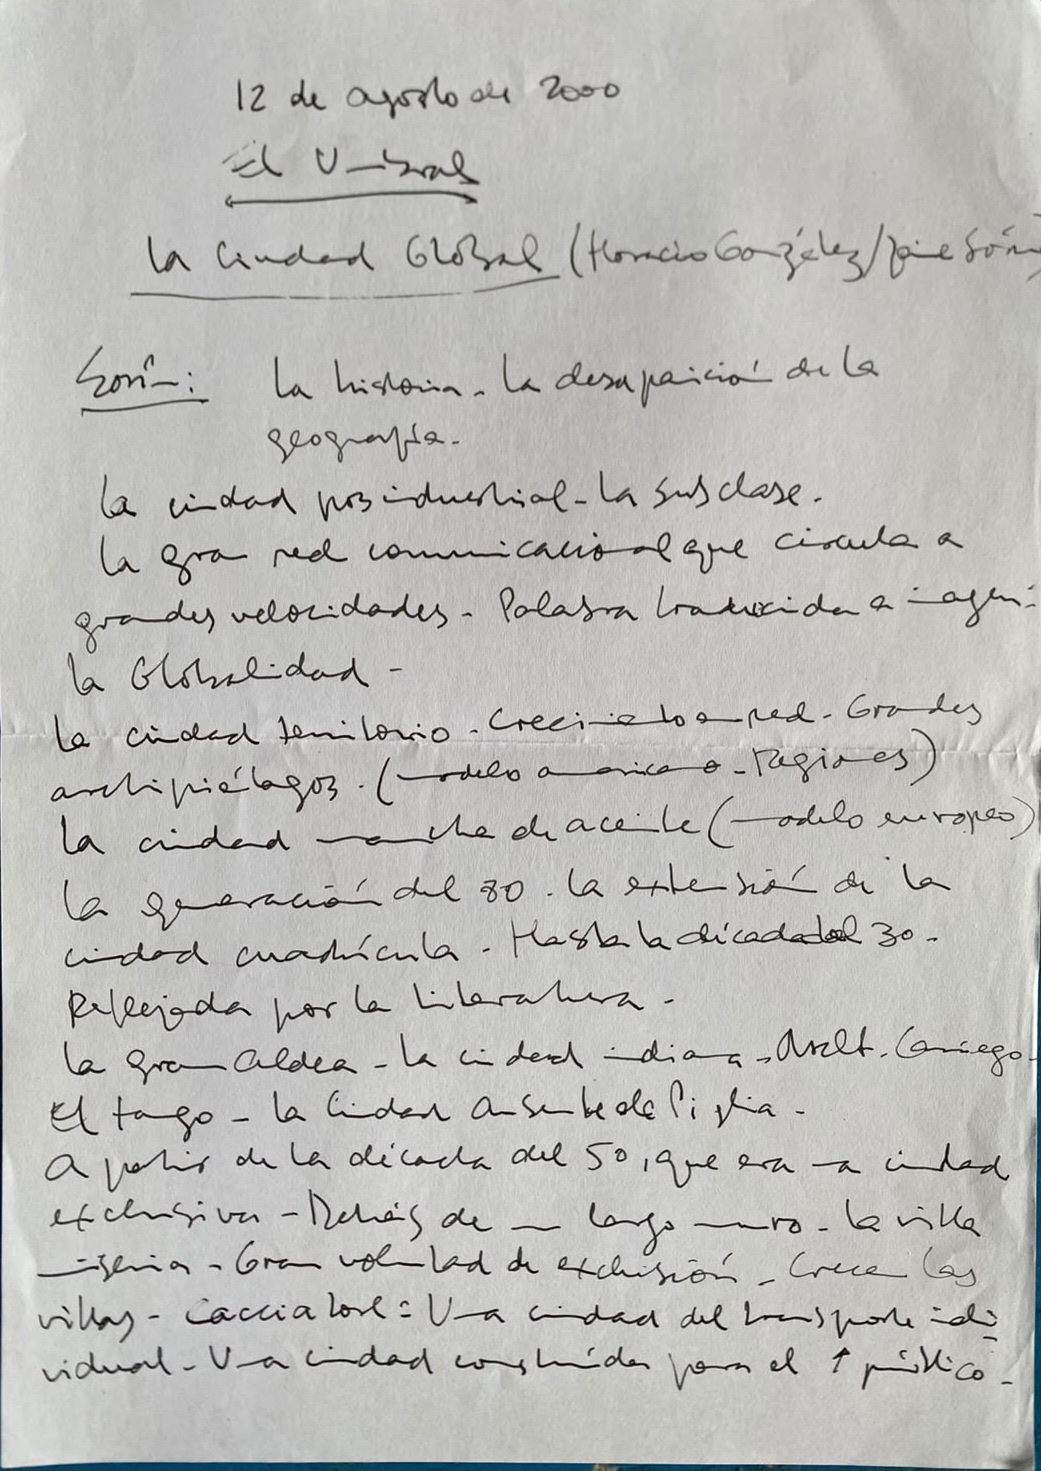 12 de agosto de 2000
El Umbral
La Ciudad Global (Horacio González/
Sorín: La historia - la desaparición de la
geografía.
La ciudad posindustrial - la subclase.
La gran red comunicacional que circula a
grandes velocidades - Palabra traducida a imagen.
La Globalidad -
La ciudad territorio - Crecimiento en red - Grandes
archipiélagos. (modelo americano - Regiones)
La ciudad mancha de aceite (modelo europeo)
La generación del 80 - la extensión de la
ciudad cuadrícula - Hasta la década del 30 -
Reflejada por la literatura -
La Gran Aldea - la ciudad indiana - Arlt - Carriego -
El tango - la Ciudad Ausente de Piglia -
A partir de la década del 50, que era una ciudad
exclusiva - Detrás de un largo muro - la villa
miseria - Gran voluntad de exclusión - Crecen las
villas - Cacciatore: Una ciudad del transporte indi-
vidual - Una ciudad construída para el ↑ público -